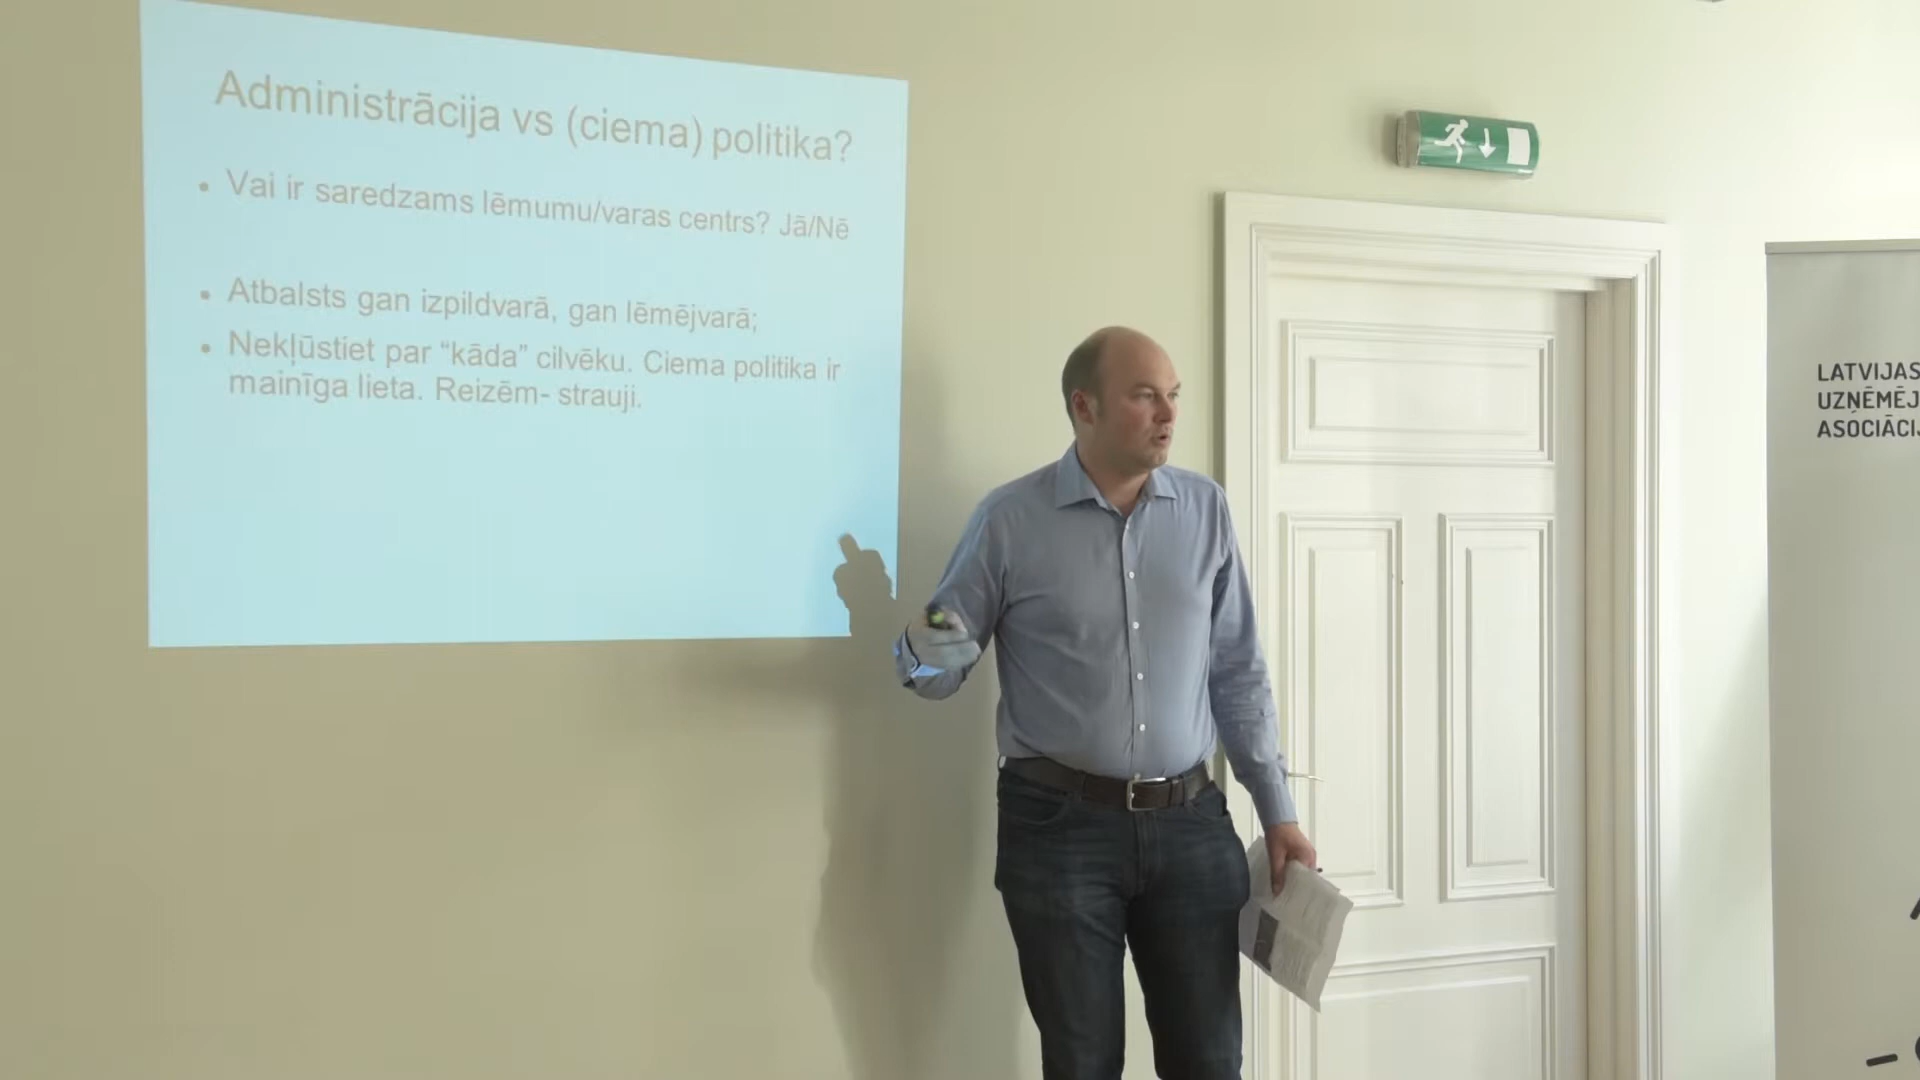 Administrācija vs (ciema) politika?
• Vai ir saredzams lēmumu/varas centrs? Jā/Nē
• Atbalsts gan izpildvarā, gan lēmējvarā;
• Nekļūstiet par “kāda” cilvēku. Ciema politika ir
mainīga lieta. Reizēm- strauji.
LATVIJAS
UZŅĒMĒJ
ASOCIĀCI